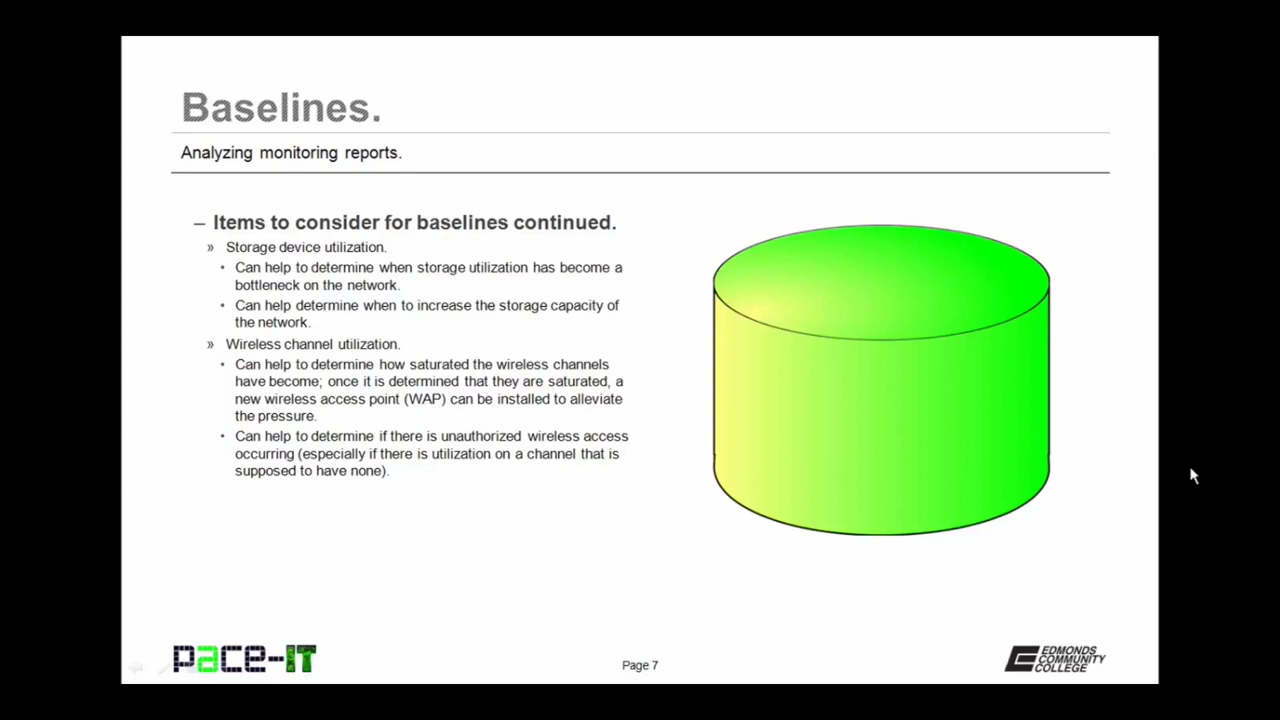 Baselines.
Analyzing monitoring reports.
– Items to consider for baselines continued.
» Storage device utilization.
• Can help to determine when storage utilization has become a
bottleneck on the network.
• Can help determine when to increase the storage capacity of
the network.
» Wireless channel utilization.
• Can help to determine how saturated the wireless channels
have become; once it is determined that they are saturated, a
new wireless access point (WAP) can be installed to alleviate
the pressure.
• Can help to determine if there is unauthorized wireless access
occurring (especially if there is utilization on a channel that is
supposed to have none).
pace-IT
Page 7
EDMONDS
COMMUNITY
COLLEGE